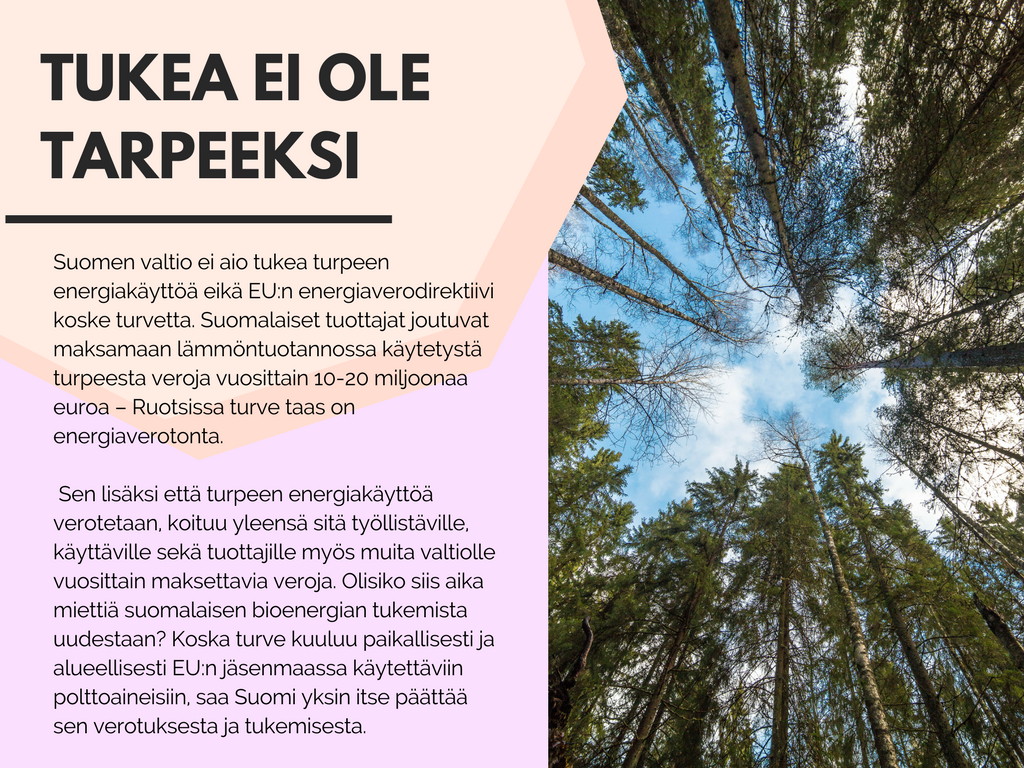 TUKEA EI OLE
TARPEEKSI
Suomen valtio ei aio tukea turpeen
energiakäyttöä eikä EU:n energiaverodirektiivi
koske turvetta. Suomalaiset tuottajat joutuvat
maksamaan lämmöntuotannossa käytetystä
turpeesta veroja vuosittain 10-20 miljoonaa
euroa – Ruotsissa turve taas on
energiaverotonta.
Sen lisäksi että turpeen energiakäyttöä
verotetaan, koituu yleensä sitä työllistäville,
käyttäville sekä tuottajille myös muita valtiolle
vuosittain maksettavia veroja. Olisiko siis aika
miettiä suomalaisen bioenergian tukemista
uudestaan? Koska turve kuuluu paikallisesti ja
alueellisesti EU:n jäsenmaassa käytettäviin
polttoaineisiin, saa Suomi yksin itse päättää
sen verotuksesta ja tukemisesta.